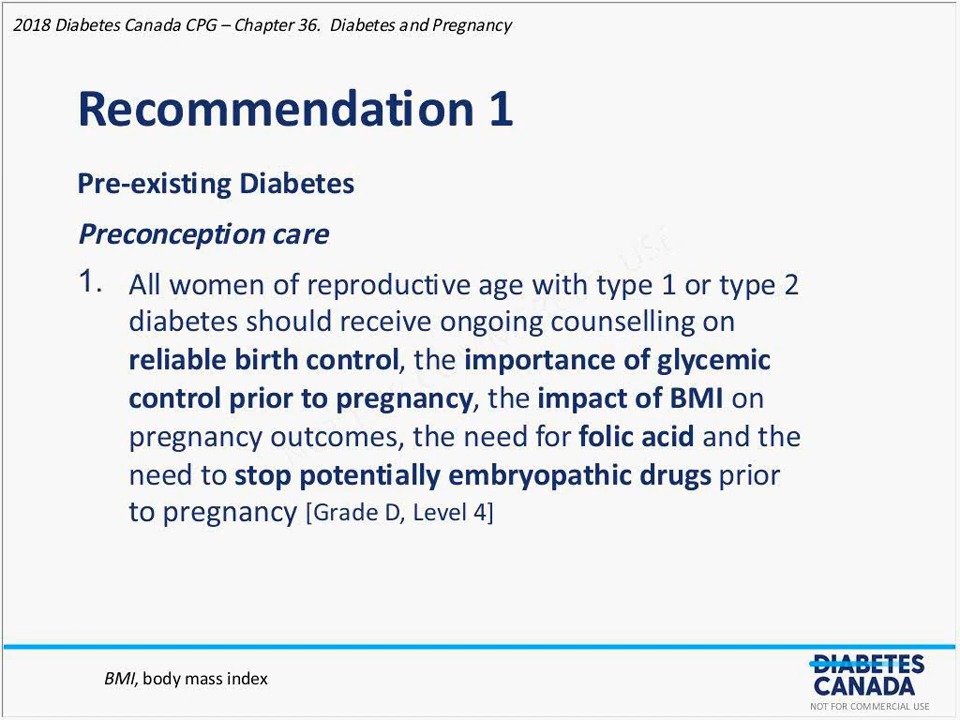 2018 Diabetes Canada CPG – Chapter 36. Diabetes and Pregnancy
Recommendation 1
Pre-existing Diabetes
Preconception care
1. All women of reproductive age with type 1 or type 2
diabetes should receive ongoing counselling on
reliable birth control, the importance of glycemic
control prior to pregnancy, the impact of BMI on
pregnancy outcomes, the need for folic acid and the
need to stop potentially embryopathic drugs prior
to pregnancy [Grade D, Level 4]
BMI, body mass index
DIABETES
CANADA
NOT FOR COMMERCIAL USE